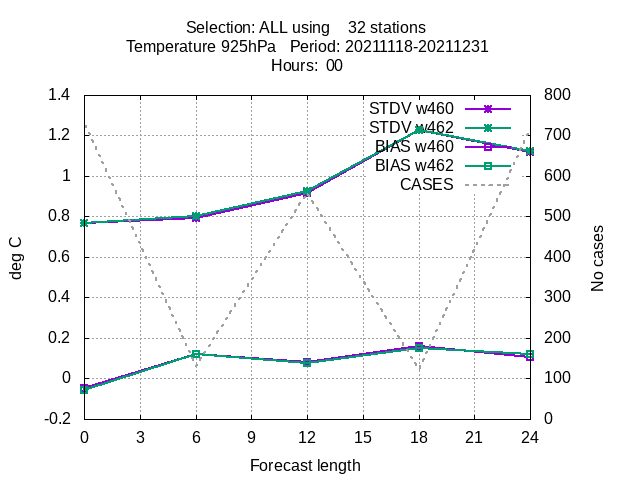 Selection: ALL using    32 stations
Temperature 925hPa   Period: 20211118-20211231
Hours:  00
STDV w460
STDV w462
BIAS w460
BIAS w462
CASES
1.4
1.2
1
0.8
0.6
0.4
0.2
0
-0.2
deg C
800
700
600
500
400
300
200
100
0
No cases
0 3 6 9 12 15 18 21 24
Forecast length